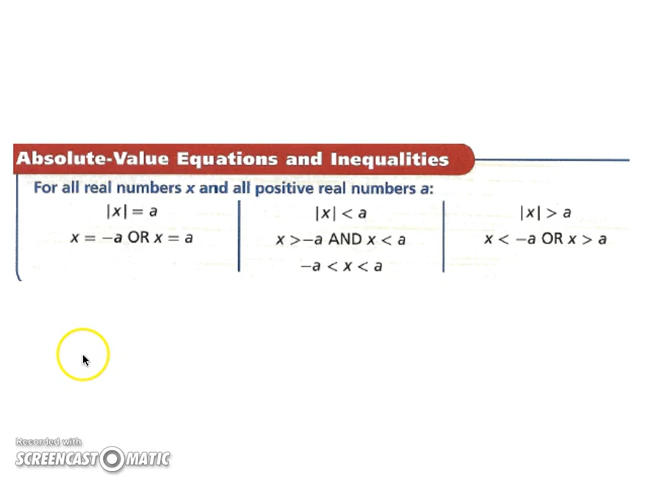 Absolute-Value Equations and Inequalities
For all real numbers x and all positive real numbers a:
|x| = a
x = −a OR x = a
|x| < a
x >−a AND x < a
−a < x < a
|x| > a
x < −a OR x > a
Recorded with
SCREENCAST-O-MATIC